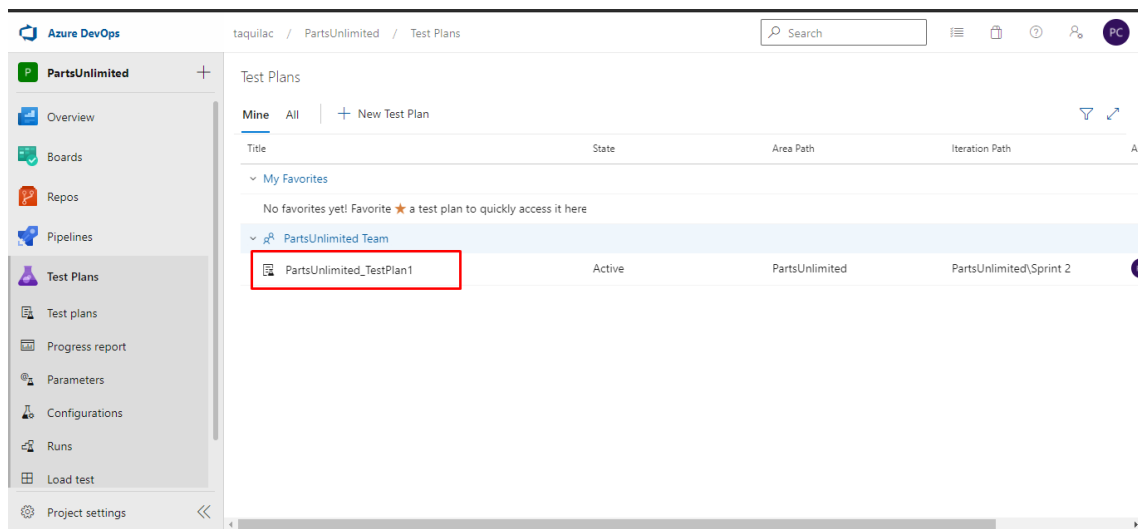 Azure DevOps
taquilac / PartsUnlimited / Test Plans
Search
PC
P PartsUnlimited
Overview
Boards
Repos
Pipelines
Test Plans
Test plans
Progress report
Parameters
Configurations
Runs
Load test
Project settings
Test Plans
Mine All + New Test Plan
Title State Area Path Iteration Path A
My Favorites
No favorites yet! Favorite ★ a test plan to quickly access it here
PartsUnlimited Team
PartsUnlimited_TestPlan1 Active PartsUnlimited PartsUnlimited\Sprint 2